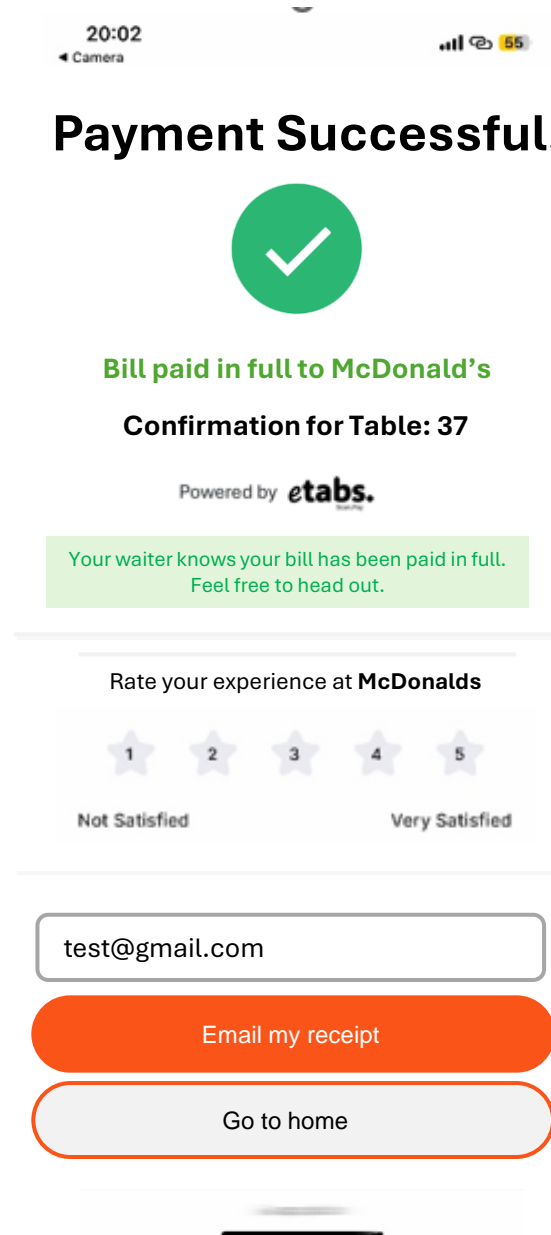 20:02
◄ Camera
55
Payment Successful.
Bill paid in full to McDonald’s
Confirmation for Table: 37
Powered by etabs.
Your waiter knows your bill has been paid in full.
Feel free to head out.
Rate your experience at McDonalds
1 2 3 4 5
Not Satisfied Very Satisfied
test@gmail.com
Email my receipt
Go to home